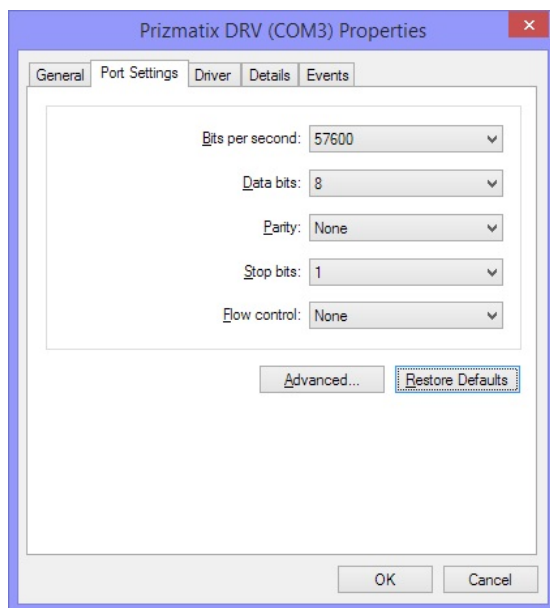 Prizmatix DRV (COM3) Properties
×
General Port Settings Driver Details Events
Bits per second: 57600
Data bits: 8
Parity: None
Stop bits: 1
Flow control: None
Advanced... Restore Defaults
OK Cancel